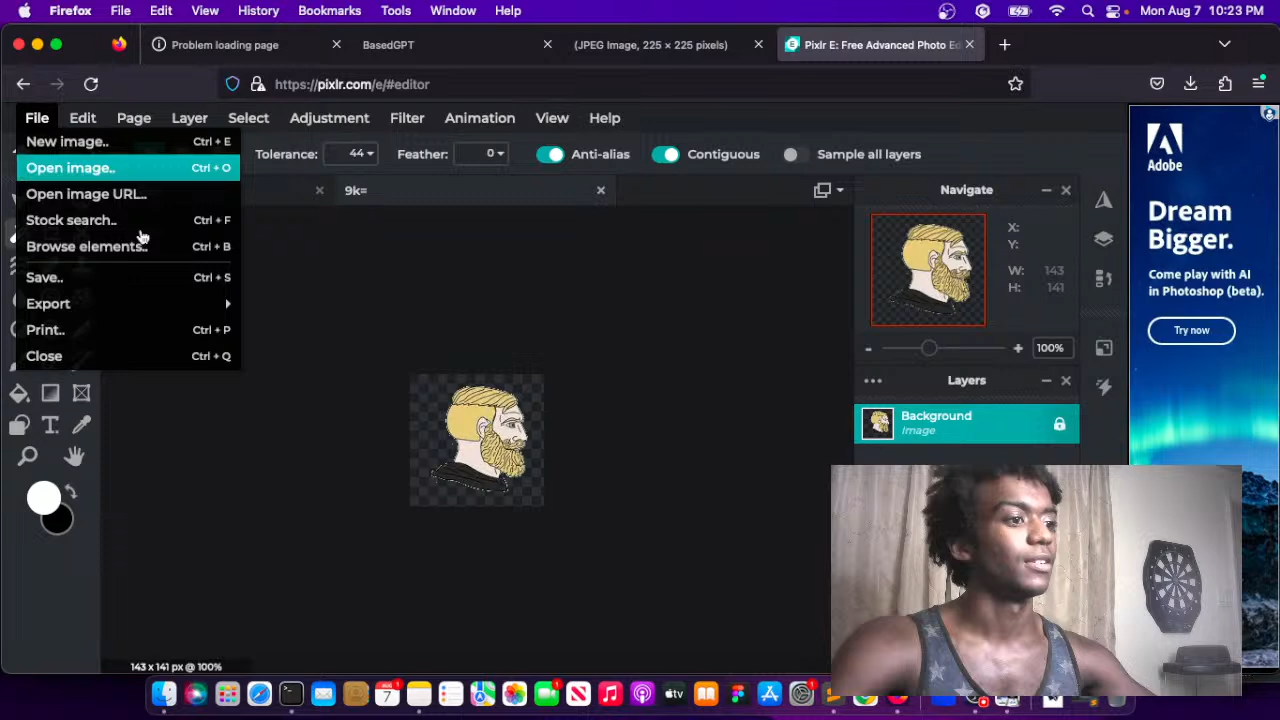 Firefox File Edit View History Bookmarks Tools Window Help Mon Aug 7 10:23 PM
Problem loading page
BasedGPT
(JPEG Image, 225 × 225 pixels)
Pixlr E: Free Advanced Photo Ed
https://pixlr.com/e/#editor
File Edit Page Layer Select Adjustment Filter Animation View Help
New image.. Ctrl + E
Open image.. Ctrl + O
Open image URL..
Stock search.. Ctrl + F
Browse elements.. Ctrl + B
Save.. Ctrl + S
Export
Print.. Ctrl + P
Close Ctrl + Q
Tolerance: 44 Feather: 0 Anti-alias Contiguous Sample all layers
9k=
Navigate
X:
Y:
W: 143
H: 141
100%
Layers
Background
Image
143 x 141 px @ 100%
Adobe
Dream
Bigger.
Come play with AI
in Photoshop (beta).
Try now
AUG
7
tv